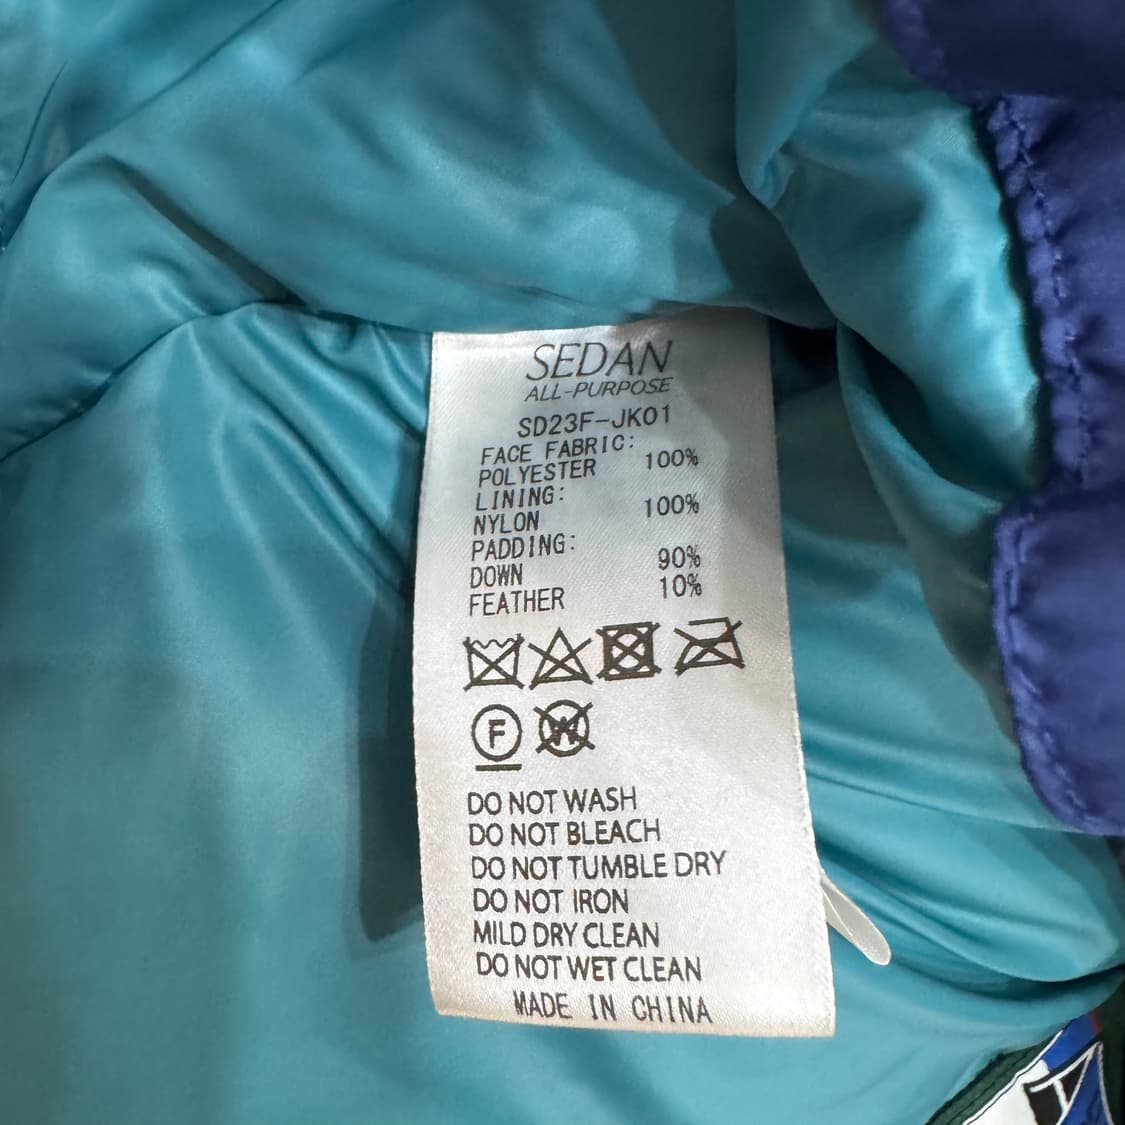 SEDAN
ALL-PURPOSE
SD23F-JK01
FACE FABRIC:
POLYESTER 100%
LINING:
NYLON 100%
PADDING:
DOWN 90%
FEATHER 10%
F W
DO NOT WASH
DO NOT BLEACH
DO NOT TUMBLE DRY
DO NOT IRON
MILD DRY CLEAN
DO NOT WET CLEAN
MADE IN CHINA